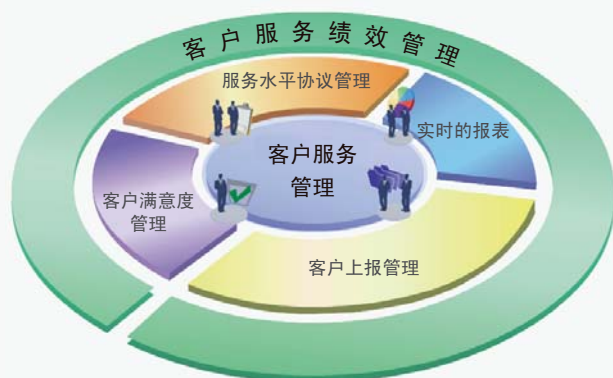 客户服务绩效管理
服务水平协议管理
实时的报表
客户服务
管理
客户满意度
管理
客户上报管理